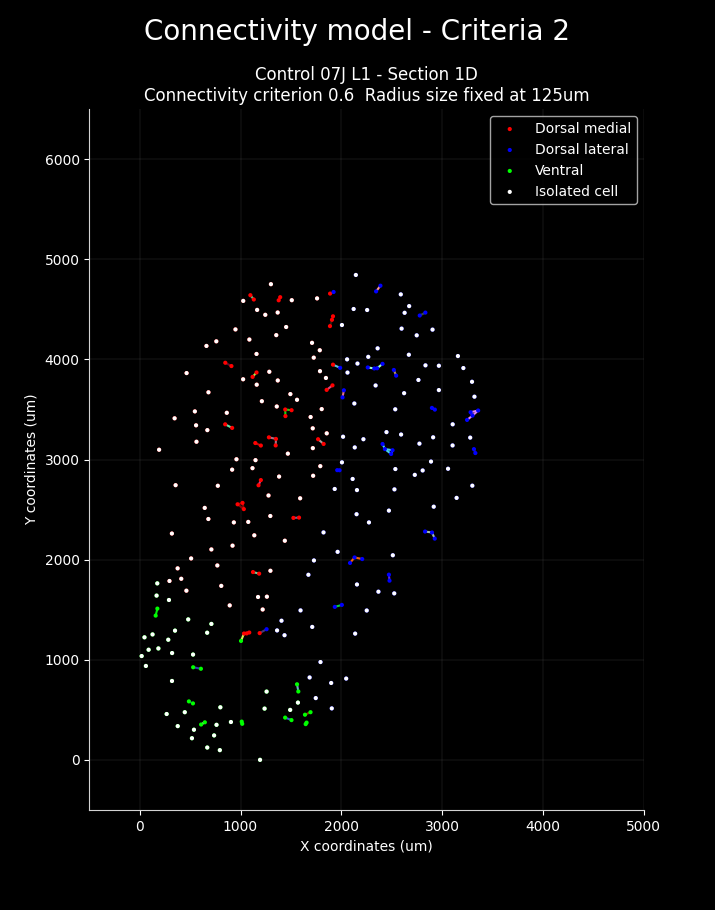 Connectivity model - Criteria 2
Control 07J L1 - Section 1D
Connectivity criterion 0.6  Radius size fixed at 125um
Dorsal medial
Dorsal lateral
Ventral
Isolated cell
6000
5000
4000
3000
2000
1000
0
Y coordinates (um)
0
1000
2000
3000
4000
5000
X coordinates (um)